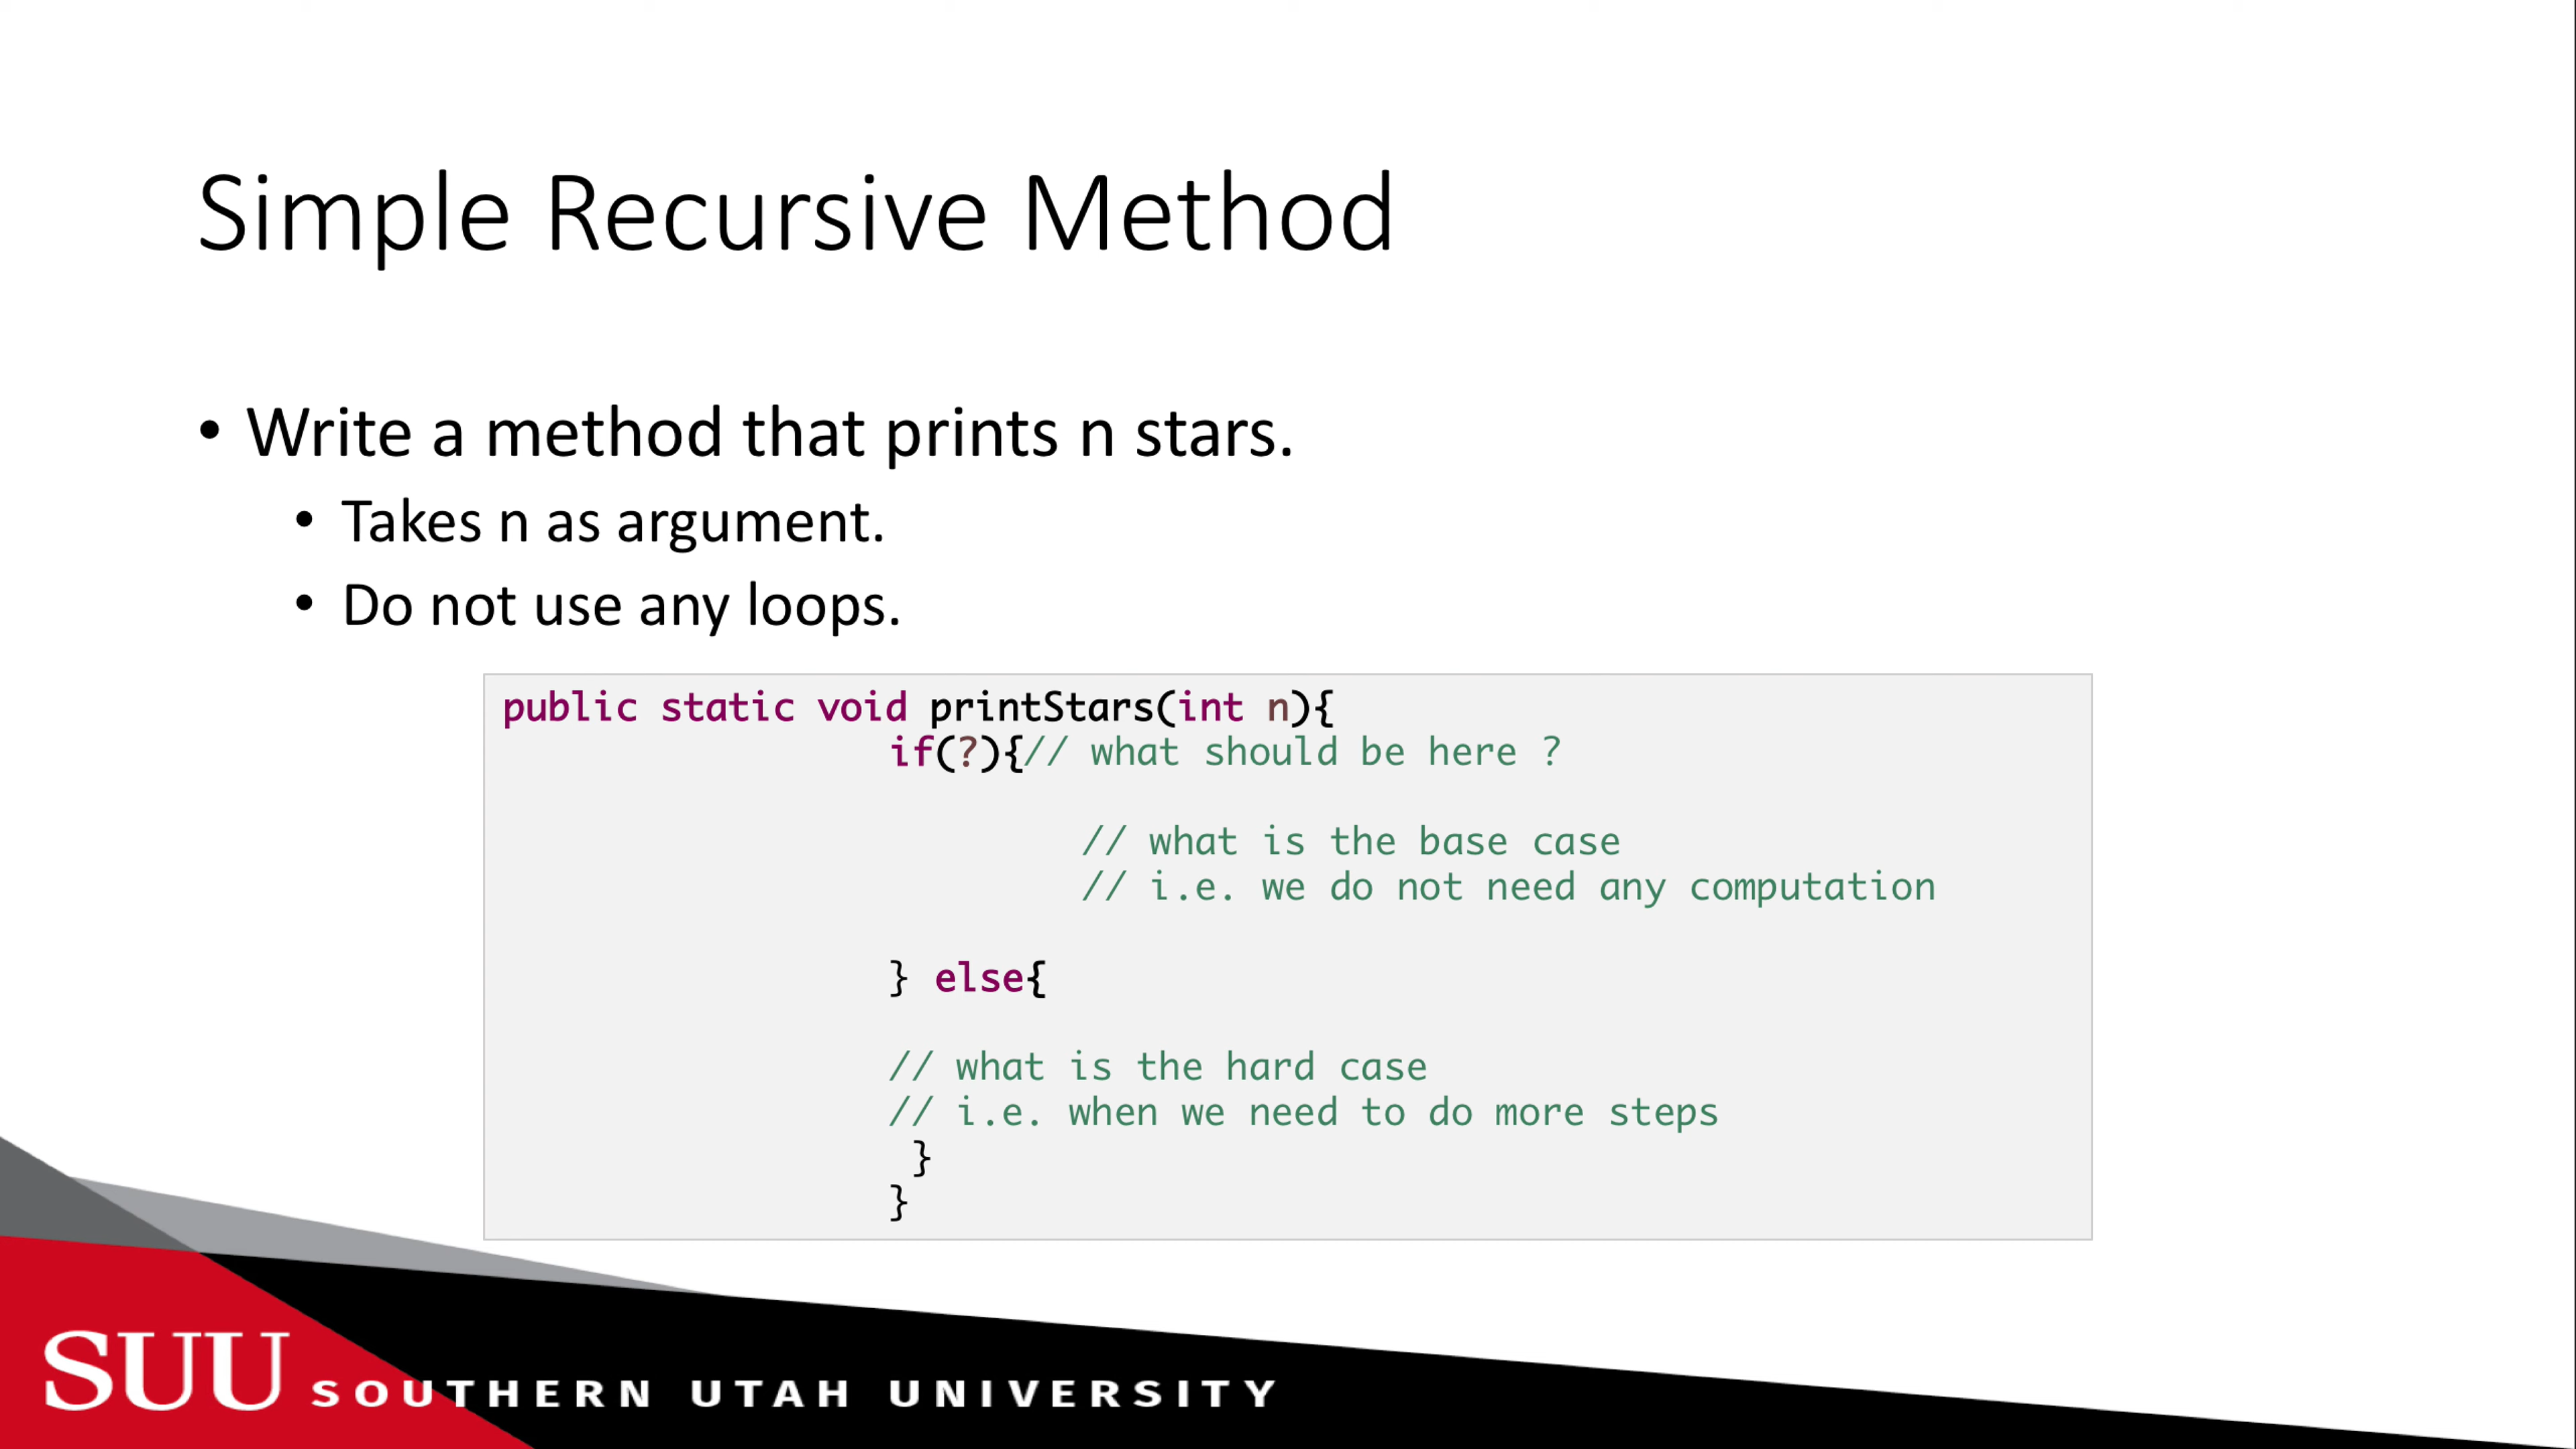 Simple Recursive Method
• Write a method that prints n stars.
• Takes n as argument.
• Do not use any loops.
public static void printStars(int n){
if(?){// what should be here ?
// what is the base case
// i.e. we do not need any computation
} else{
// what is the hard case
// i.e. when we need to do more steps
}
}
SUU SOUTHERN UTAH UNIVERSITY